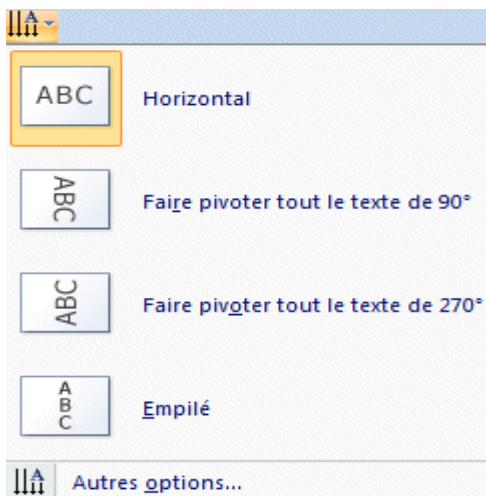 ABC Horizontal
ABC Faire pivoter tout le texte de 90°
ABC Faire pivoter tout le texte de 270°
A
B
C
Empilé
Autres options...